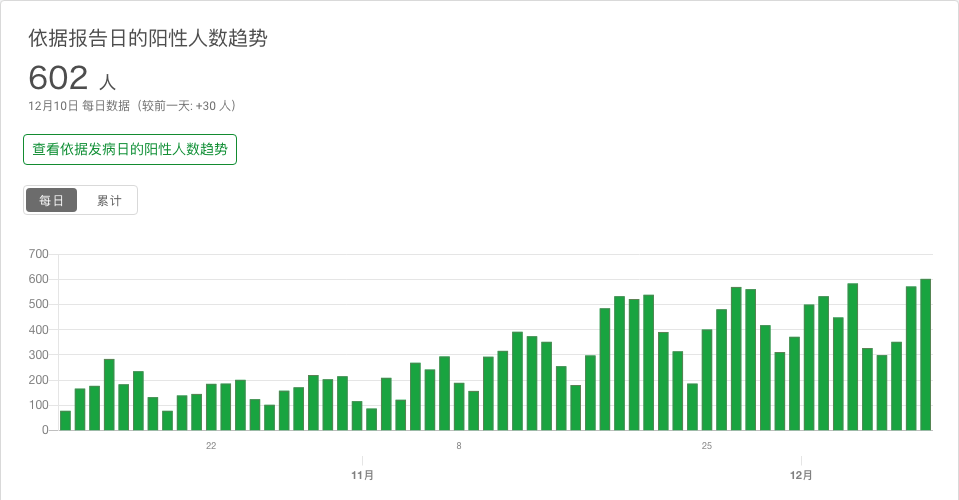 依据报告日的阳性人数趋势
602 人
12月10日 每日数据（较前一天: +30 人）
查看依据发病日的阳性人数趋势
每日 累计
700
600
500
400
300
200
100
0
22 8 25
11月 12月